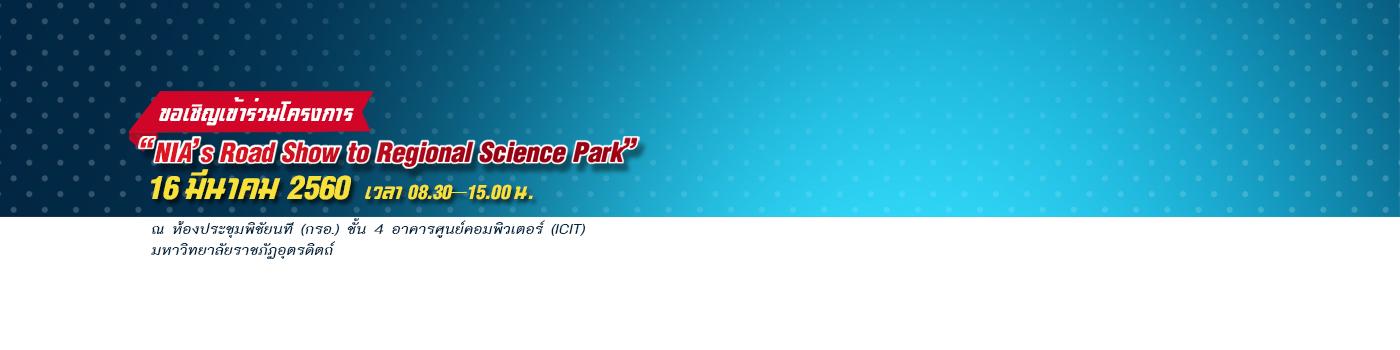 ขอเชิญเข้าร่วมโครงการ
“NIA’s Road Show to Regional Science Park”
16 มีนาคม 2560 เวลา 08.30–15.00 น.
ณ ห้องประชุมพิชัยนที (กรอ.) ชั้น 4 อาคารศูนย์คอมพิวเตอร์ (ICIT)
มหาวิทยาลัยราชภัฏอุตรดิตถ์